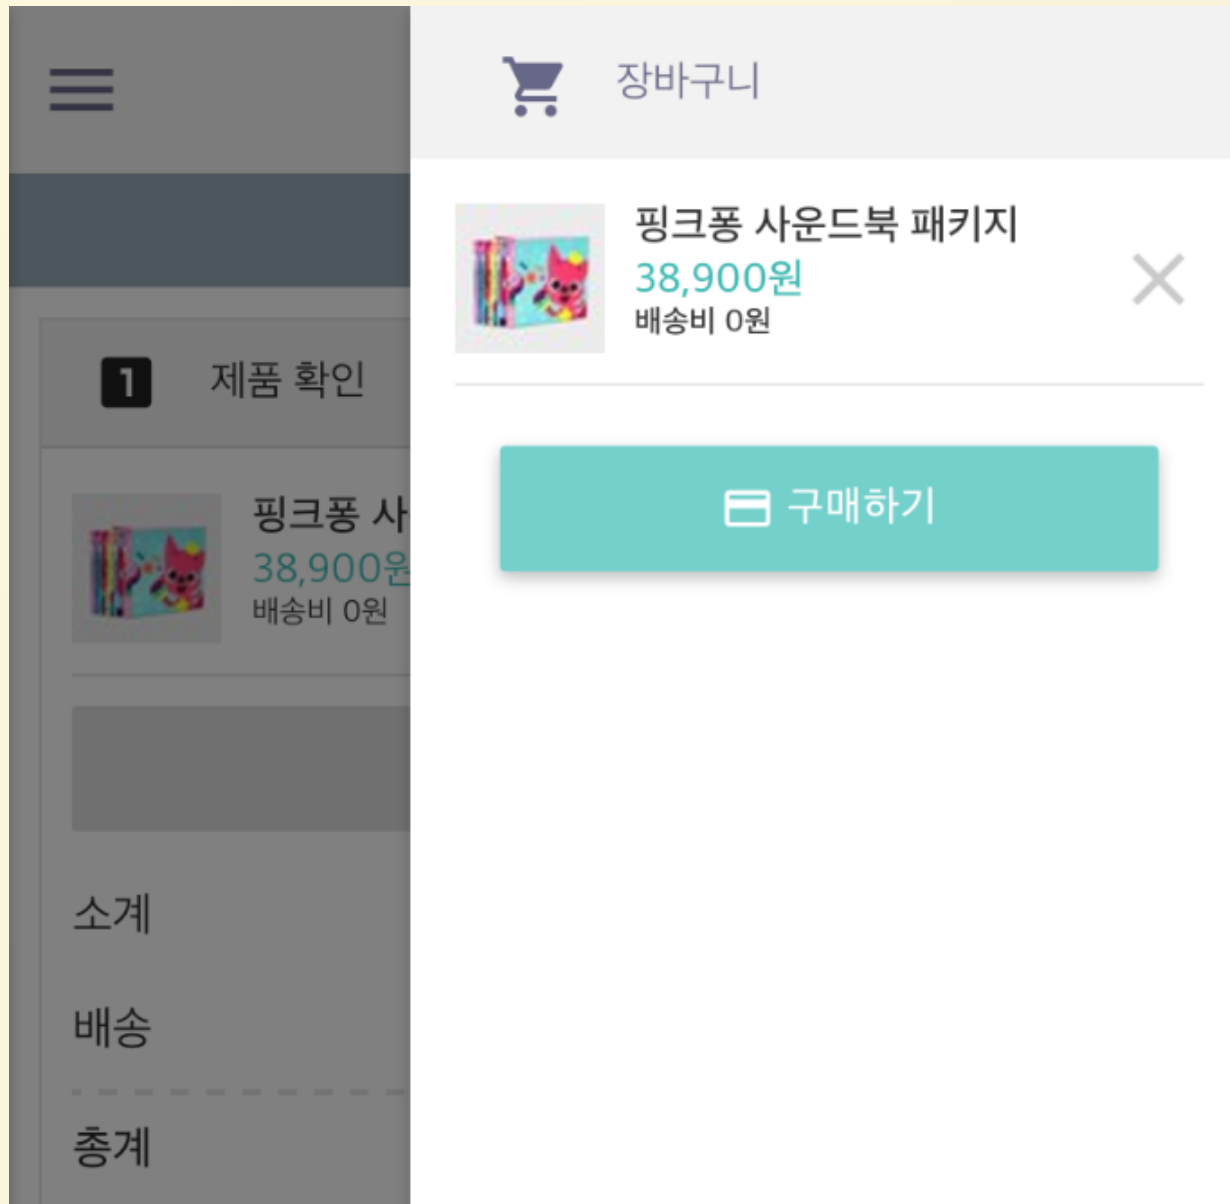 장바구니
핑크퐁 사운드북 패키지
38,900원
배송비 0원
구매하기
1 제품 확인
핑크퐁 사
38,900원
배송비 0원
소계
배송
총계